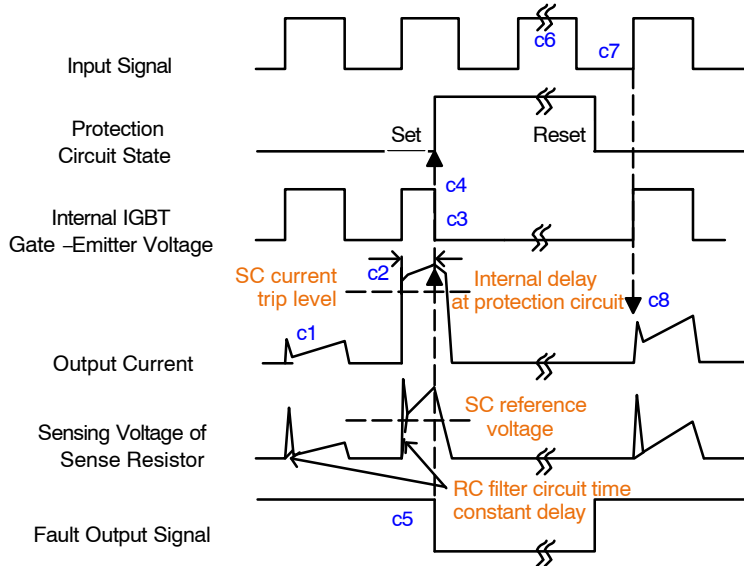 c6
c7
Input Signal
Protection
Circuit State
Set
Reset
c4
c3
Internal IGBT
Gate –Emitter Voltage
c2
SC current
trip level
Internal delay
at protection circuit
c8
c1
Output Current
SC reference
voltage
Sensing Voltage of
Sense Resistor
RC filter circuit time
constant delay
c5
Fault Output Signal